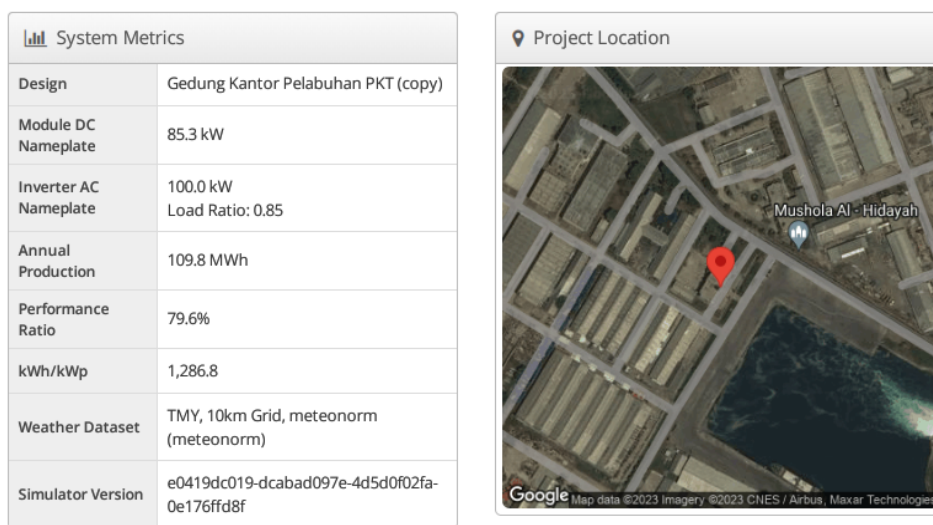 System Metrics
Design Gedung Kantor Pelabuhan PKT (copy)
Module DC
Nameplate
85.3 kW
Inverter AC
Nameplate
100.0 kW
Load Ratio: 0.85
Annual
Production
109.8 MWh
Performance
Ratio
79.6%
kWh/kWp 1,286.8
Weather Dataset
TMY, 10km Grid, meteonorm
(meteonorm)
Simulator Version
e0419dc019-dcabad097e-4d5d0f02fa-
0e176ffd8f
Project Location
Mushola Al - Hidayah
Google Map data ©2023 Imagery ©2023 CNES / Airbus, Maxar Technologies